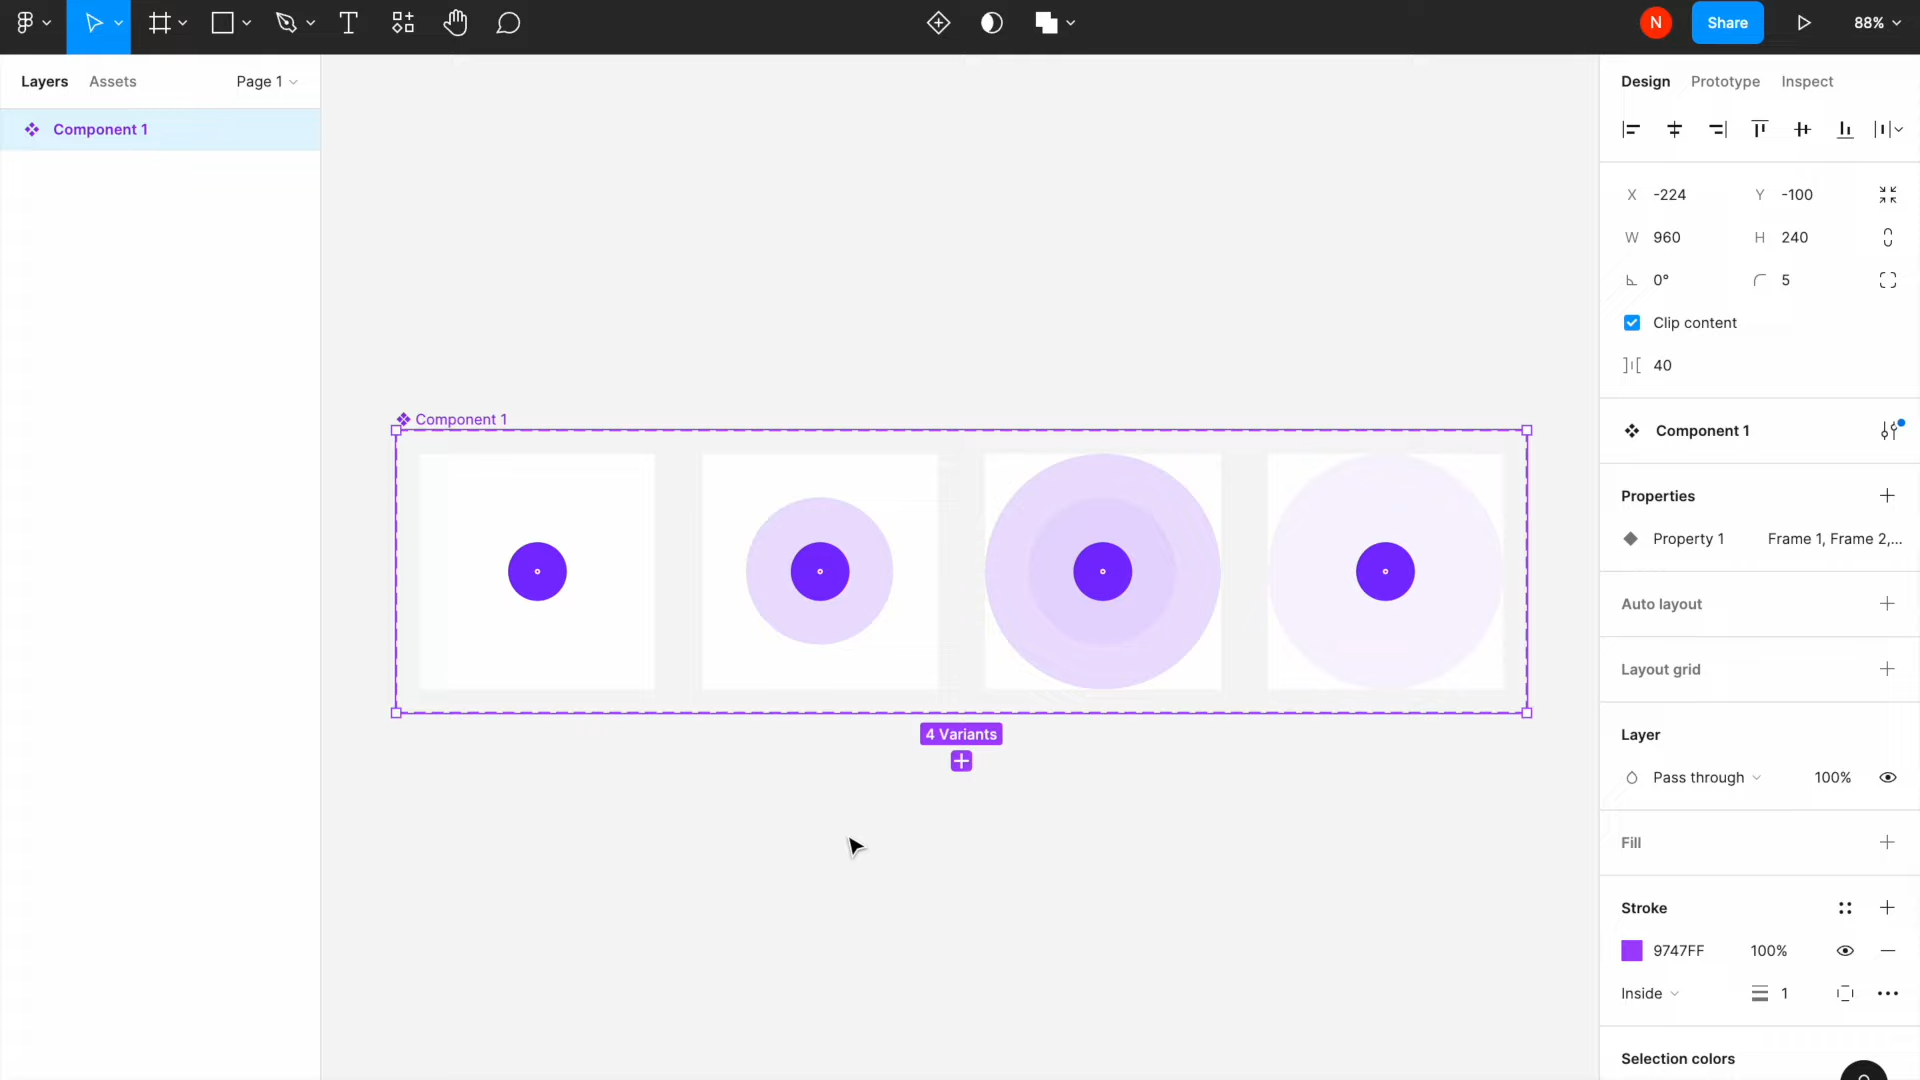 N
Share
88%
Layers Assets Page 1
Component 1
Design Prototype Inspect
X -224 Y -100
W 960 H 240
0° 5
Clip content
40
Component 1
Properties
Property 1 Frame 1, Frame 2,...
Auto layout
Layout grid
Layer
Pass through 100%
Fill
Stroke
9747FF 100%
Inside 1
Selection colors
Component 1
4 Variants